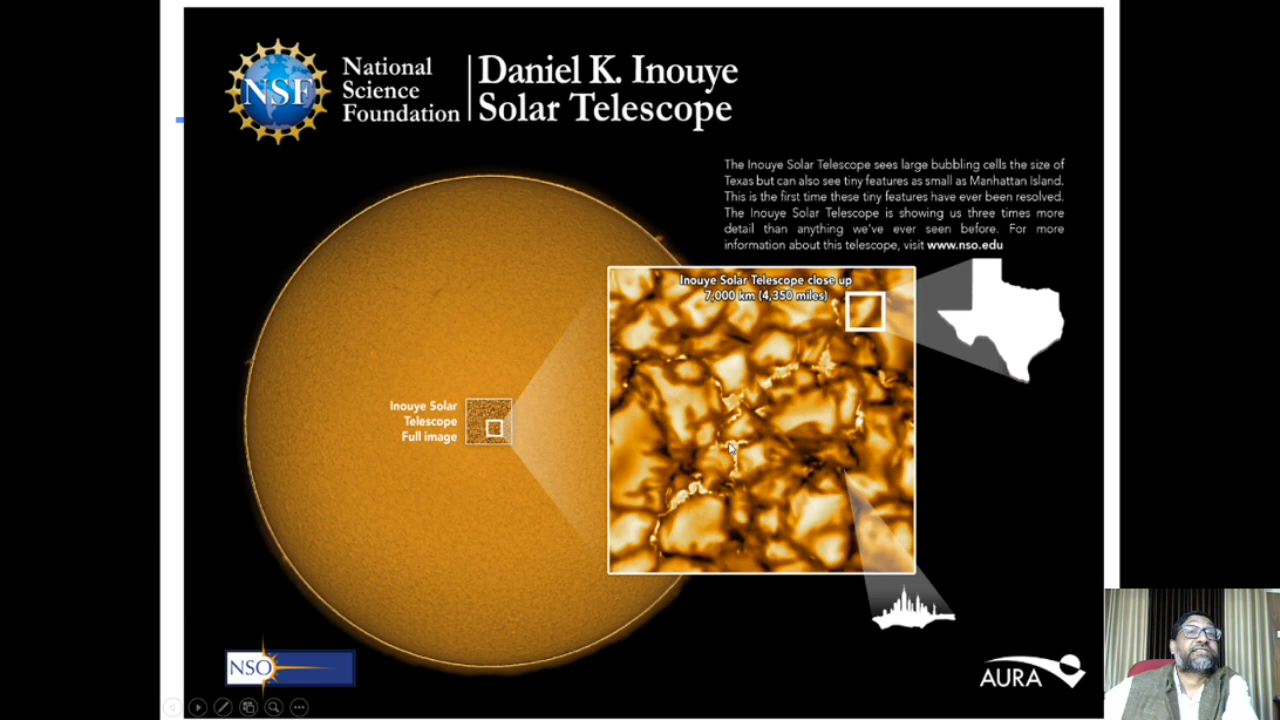 NSF
National
Science
Foundation
Daniel K. Inouye
Solar Telescope
The Inouye Solar Telescope sees large bubbling cells the size of
Texas but can also see tiny features as small as Manhattan Island.
This is the first time these tiny features have ever been resolved.
The Inouye Solar Telescope is showing us three times more
detail than anything we've ever seen before. For more
information about this telescope, visit www.nso.edu
Inouye Solar Telescope close up
7,000 km (4,350 miles)
Inouye Solar
Telescope
Full image
NSO
AURA